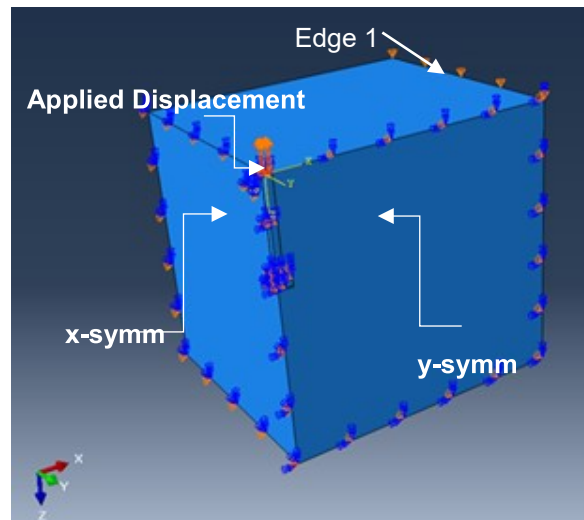 Edge 1
Applied Displacement
X
Y
x-symm
y-symm
X
Y
Z